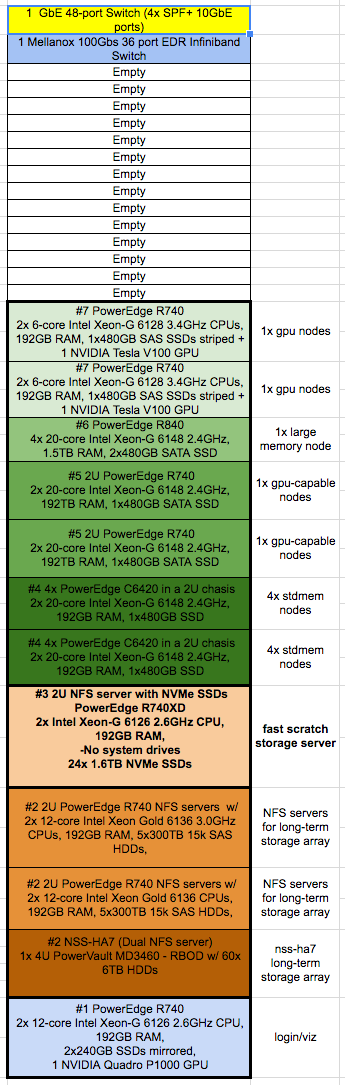 1 GbE 48-port Switch (4x SPF+ 10GbE
ports)
1 Mellanox 100Gbs 36 port EDR Infiniband
Switch
Empty
Empty
Empty
Empty
Empty
Empty
Empty
Empty
Empty
Empty
Empty
Empty
Empty
Empty
#7 PowerEdge R740
2x 6-core Intel Xeon-G 6128 3.4GHz CPUs,
192GB RAM, 1x480GB SAS SSDs striped +
1 NVIDIA Tesla V100 GPU
1x gpu nodes
#7 PowerEdge R740
2x 6-core Intel Xeon-G 6128 3.4GHz CPUs,
192GB RAM, 1x480GB SAS SSDs striped +
1 NVIDIA Tesla V100 GPU
1x gpu nodes
#6 PowerEdge R840
4x 20-core Intel Xeon-G 6148 2.4GHz,
1.5TB RAM, 2x480GB SATA SSD
1x large
memory node
#5 2U PowerEdge R740
2x 20-core Intel Xeon-G 6148 2.4GHz,
192TB RAM, 1x480GB SATA SSD
1x gpu-capable
nodes
#5 2U PowerEdge R740
2x 20-core Intel Xeon-G 6148 2.4GHz,
192TB RAM, 1x480GB SATA SSD
1x gpu-capable
nodes
#4 4x PowerEdge C6420 in a 2U chasis
2x 20-core Intel Xeon-G 6148 2.4GHz,
192GB RAM, 1x480GB SSD
4x stdmem
nodes
#4 4x PowerEdge C6420 in a 2U chasis
2x 20-core Intel Xeon-G 6148 2.4GHz,
192GB RAM, 1x480GB SSD
4x stdmem
nodes
#3 2U NFS server with NVMe SSDs
PowerEdge R740XD
2x Intel Xeon-G 6126 2.6GHz CPU,
192GB RAM,
-No system drives
24x 1.6TB NVMe SSDs
fast scratch
storage server
#2 2U PowerEdge R740 NFS servers w/
2x 12-core Intel Xeon Gold 6136 3.0GHz
CPUs, 192GB RAM, 5x300TB 15k SAS
HDDs,
NFS servers
for long-term
storage array
#2 2U PowerEdge R740 NFS servers w/
2x 12-core Intel Xeon Gold 6136 CPUs,
192GB RAM, 5x300TB 15k SAS HDDs,
NFS servers
for long-term
storage array
#2 NSS-HA7 (Dual NFS server)
1x 4U PowerVault MD3460 - RBOD w/ 60x
6TB HDDs
nss-ha7
long-term
storage array
#1 PowerEdge R740
2x 12-core Intel Xeon-G 6126 2.6GHz CPU,
192GB RAM,
2x240GB SSDs mirrored,
1 NVIDIA Quadro P1000 GPU
login/viz